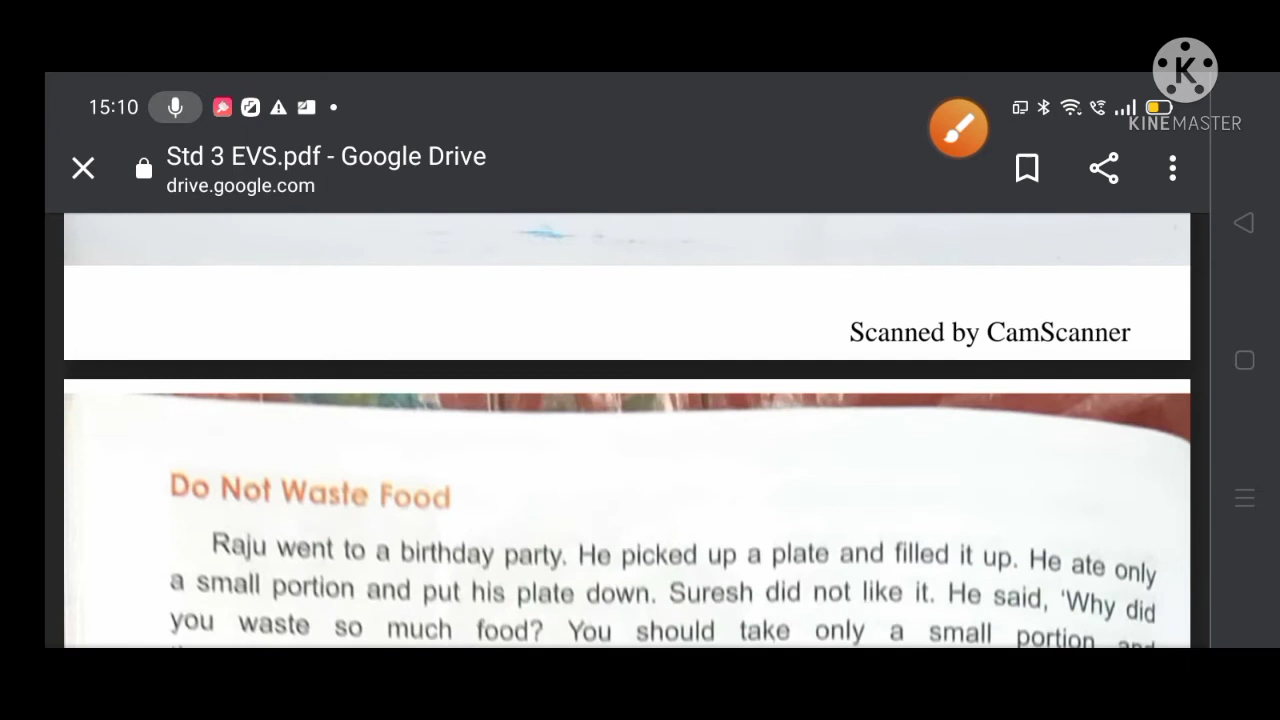 K
KINEMASTER
15:10
Std 3 EVS.pdf - Google Drive
drive.google.com
Scanned by CamScanner
Do Not Waste Food
Raju went to a birthday party. He picked up a plate and filled it up. He ate only
a small portion and put his plate down. Suresh did not like it. He said, 'Why did
you waste so much food? You should take only a small portion and